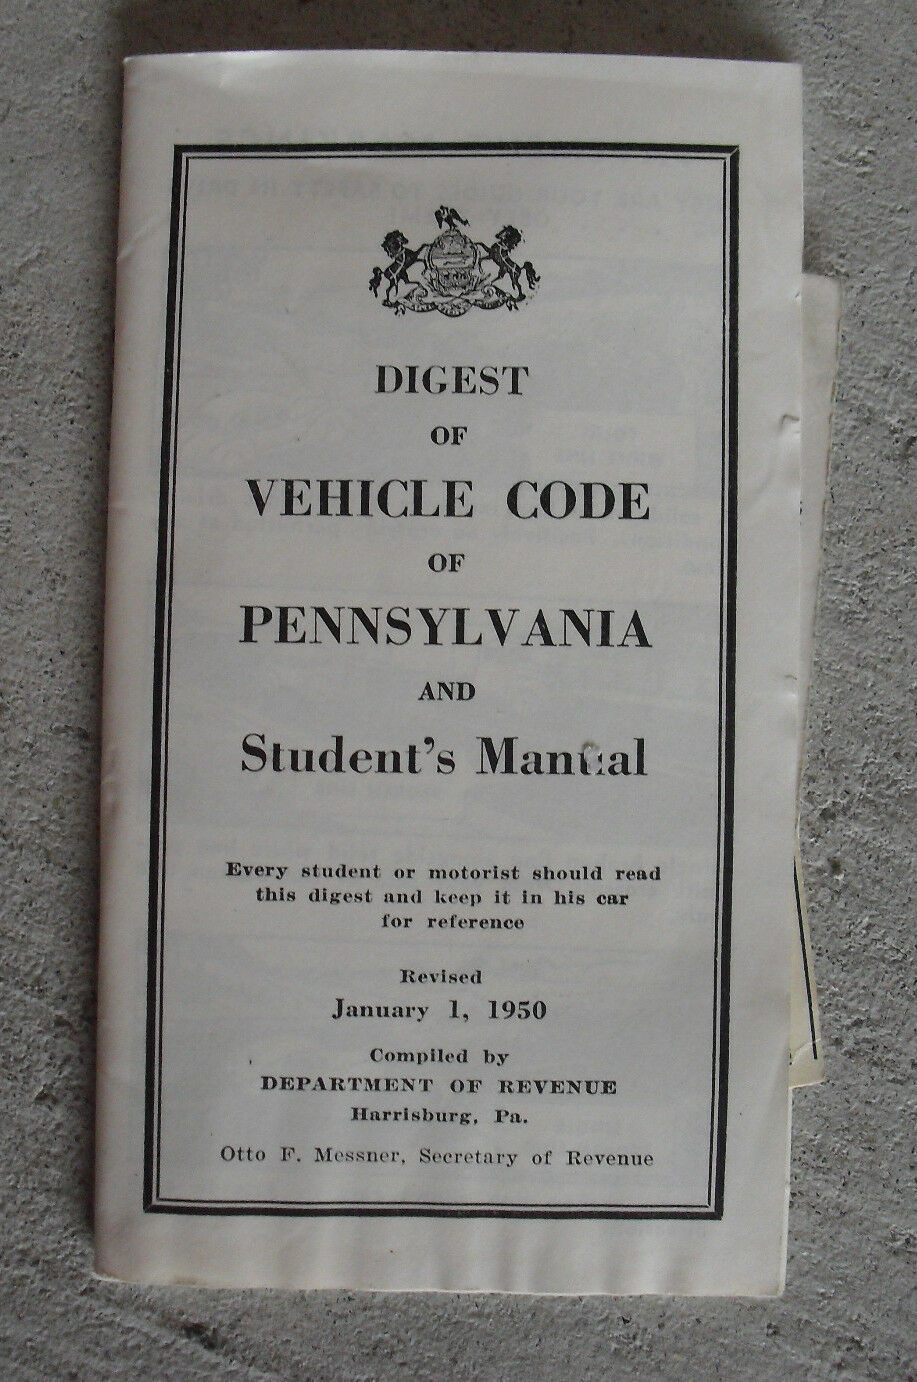 DIGEST
OF
VEHICLE CODE
OF
PENNSYLVANIA
AND
Student's Manual
Every student or motorist should read
this digest and keep it in his car
for reference
Revised
January 1, 1950
Compiled by
DEPARTMENT OF REVENUE
Harrisburg, Pa.
Otto F. Messner, Secretary of Revenue